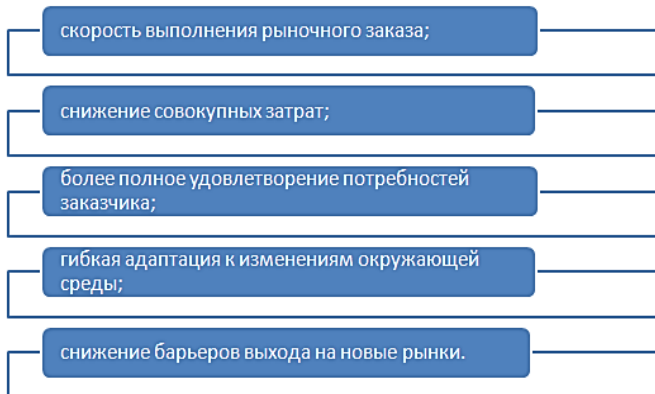 скорость выполнения рыночного заказа;
снижение совокупных затрат;
более полное удовлетворение потребностей
заказчика;
гибкая адаптация к изменениям окружающей
среды;
снижение барьеров выхода на новые рынки.